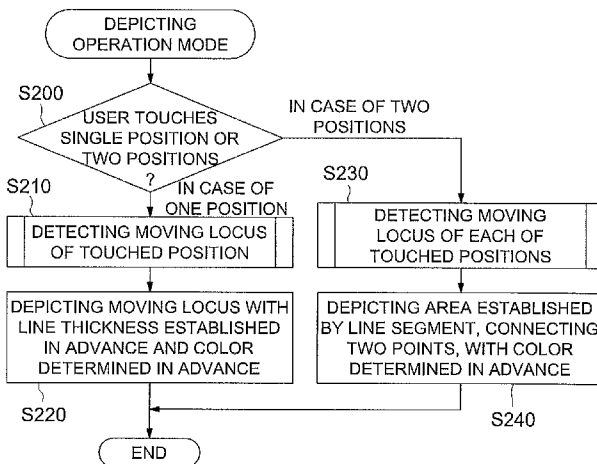 DEPICTING
OPERATION MODE
S200
USER TOUCHES
SINGLE POSITION OR
TWO POSITIONS
?
IN CASE OF TWO
POSITIONS
IN CASE OF
ONE POSITION
S210
DETECTING MOVING LOCUS
OF TOUCHED POSITION
S230
DETECTING MOVING
LOCUS OF EACH OF
TOUCHED POSITIONS
DEPICTING MOVING LOCUS WITH
LINE THICKNESS ESTABLISHED
IN ADVANCE AND COLOR
DETERMINED IN ADVANCE
S220
DEPICTING AREA ESTABLISHED
BY LINE SEGMENT, CONNECTING
TWO POINTS, WITH COLOR
DETERMINED IN ADVANCE
S240
END